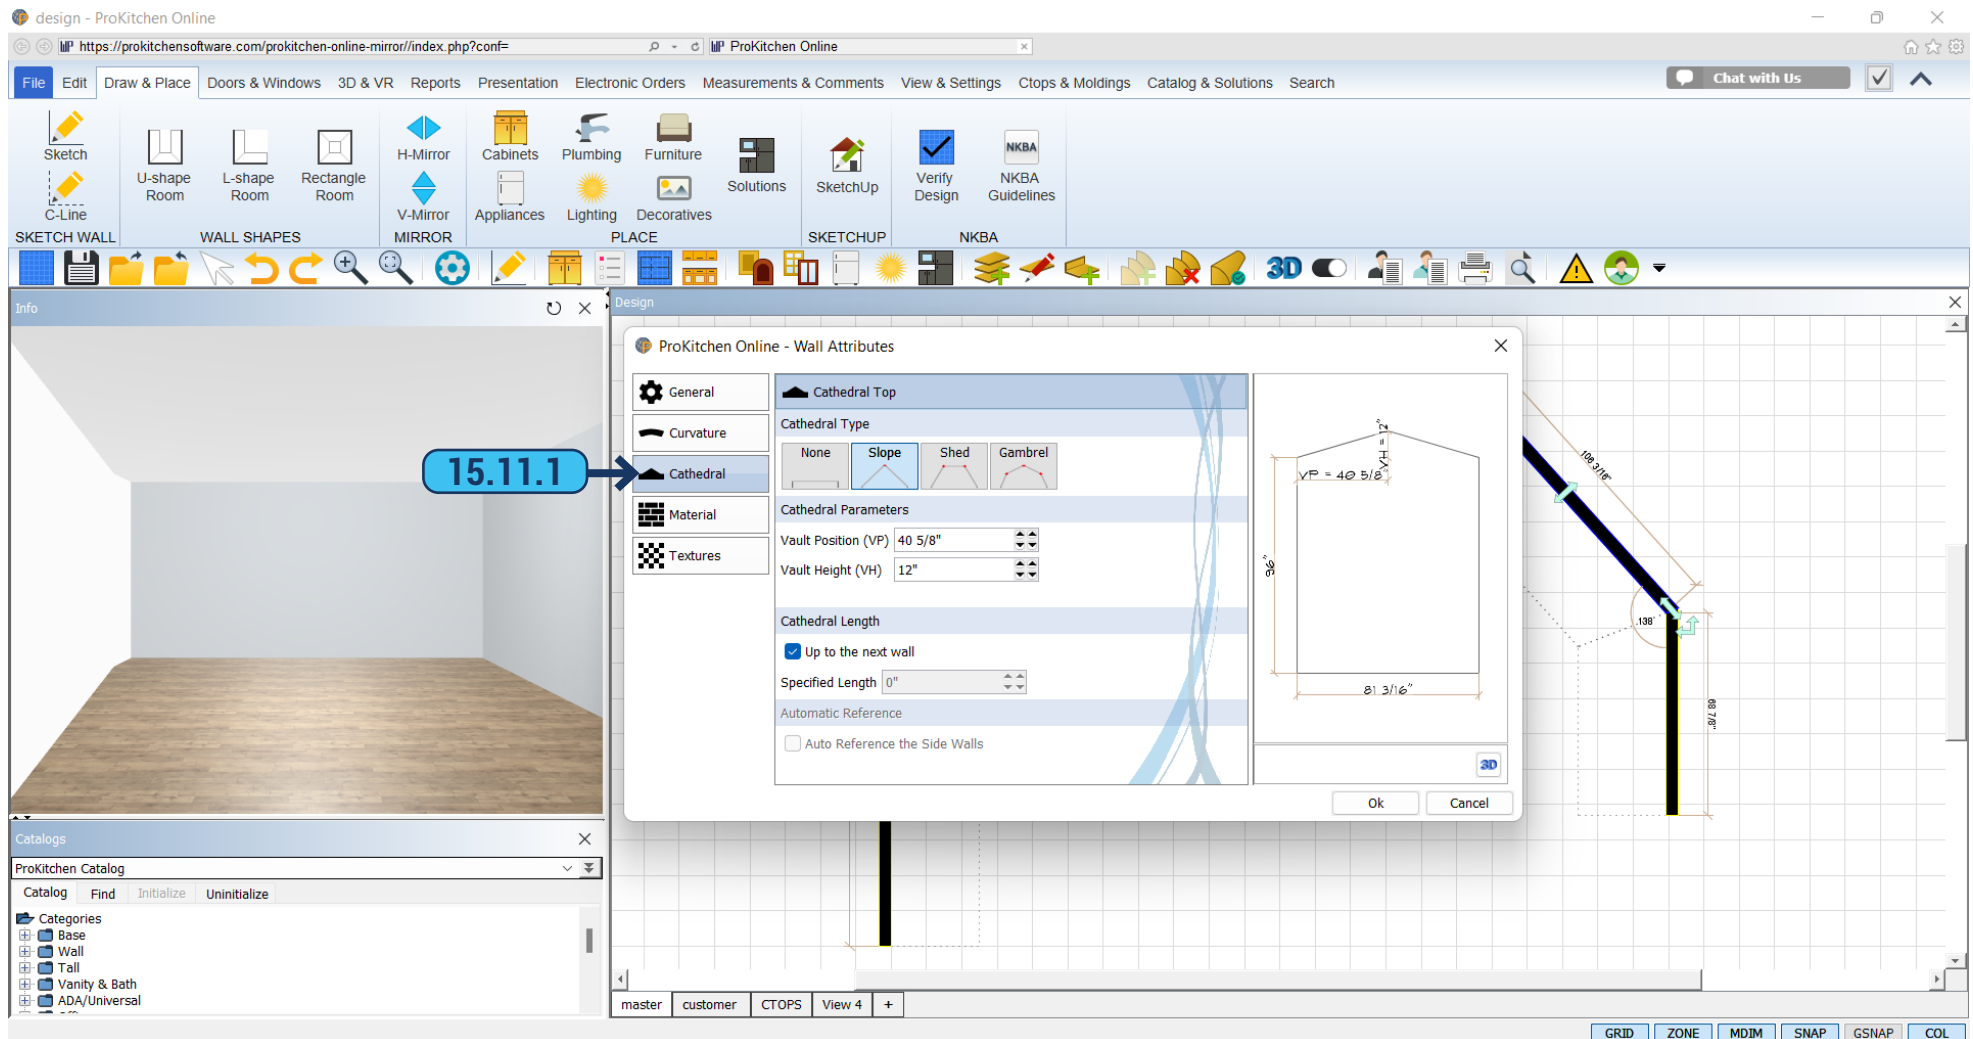 design - ProKitchen Online
https://prokitchensoftware.com/prokitchen-online-mirror//index.php?conf=
ProKitchen Online
File Edit Draw & Place Doors & Windows 3D & VR Reports Presentation Electronic Orders Measurements & Comments View & Settings Ctops & Moldings Catalog & Solutions Search
Chat with Us
Sketch
C-Line
SKETCH WALL
U-shape Room
L-shape Room
Rectangle Room
WALL SHAPES
H-Mirror
V-Mirror
MIRROR
Cabinets
Plumbing
Furniture
Appliances
Lighting
Decoratives
Solutions
PLACE
SketchUp
SKETCHUP
Verify Design
NKBA
NKBA Guidelines
NKBA
3D
Info
Design
ProKitchen Online - Wall Attributes
General
Curvature
Cathedral
Material
Textures
15.11.1
Cathedral Top
Cathedral Type
None
Slope
Shed
Gambrel
Cathedral Parameters
Vault Position (VP) 40 5/8"
Vault Height (VH) 12"
Cathedral Length
Up to the next wall
Specified Length 0"
Automatic Reference
Auto Reference the Side Walls
VH = 12"
VP = 40 5/8"
96"
81 3/16"
3D
Ok
Cancel
106 3/16"
138
68 7/8"
Catalogs
ProKitchen Catalog
Catalog Find Initialize Uninitialize
Categories
Base
Wall
Tall
Vanity & Bath
ADA/Universal
master customer CTOPS View 4 +
GRID ZONE MDIM SNAP GSNAP COL